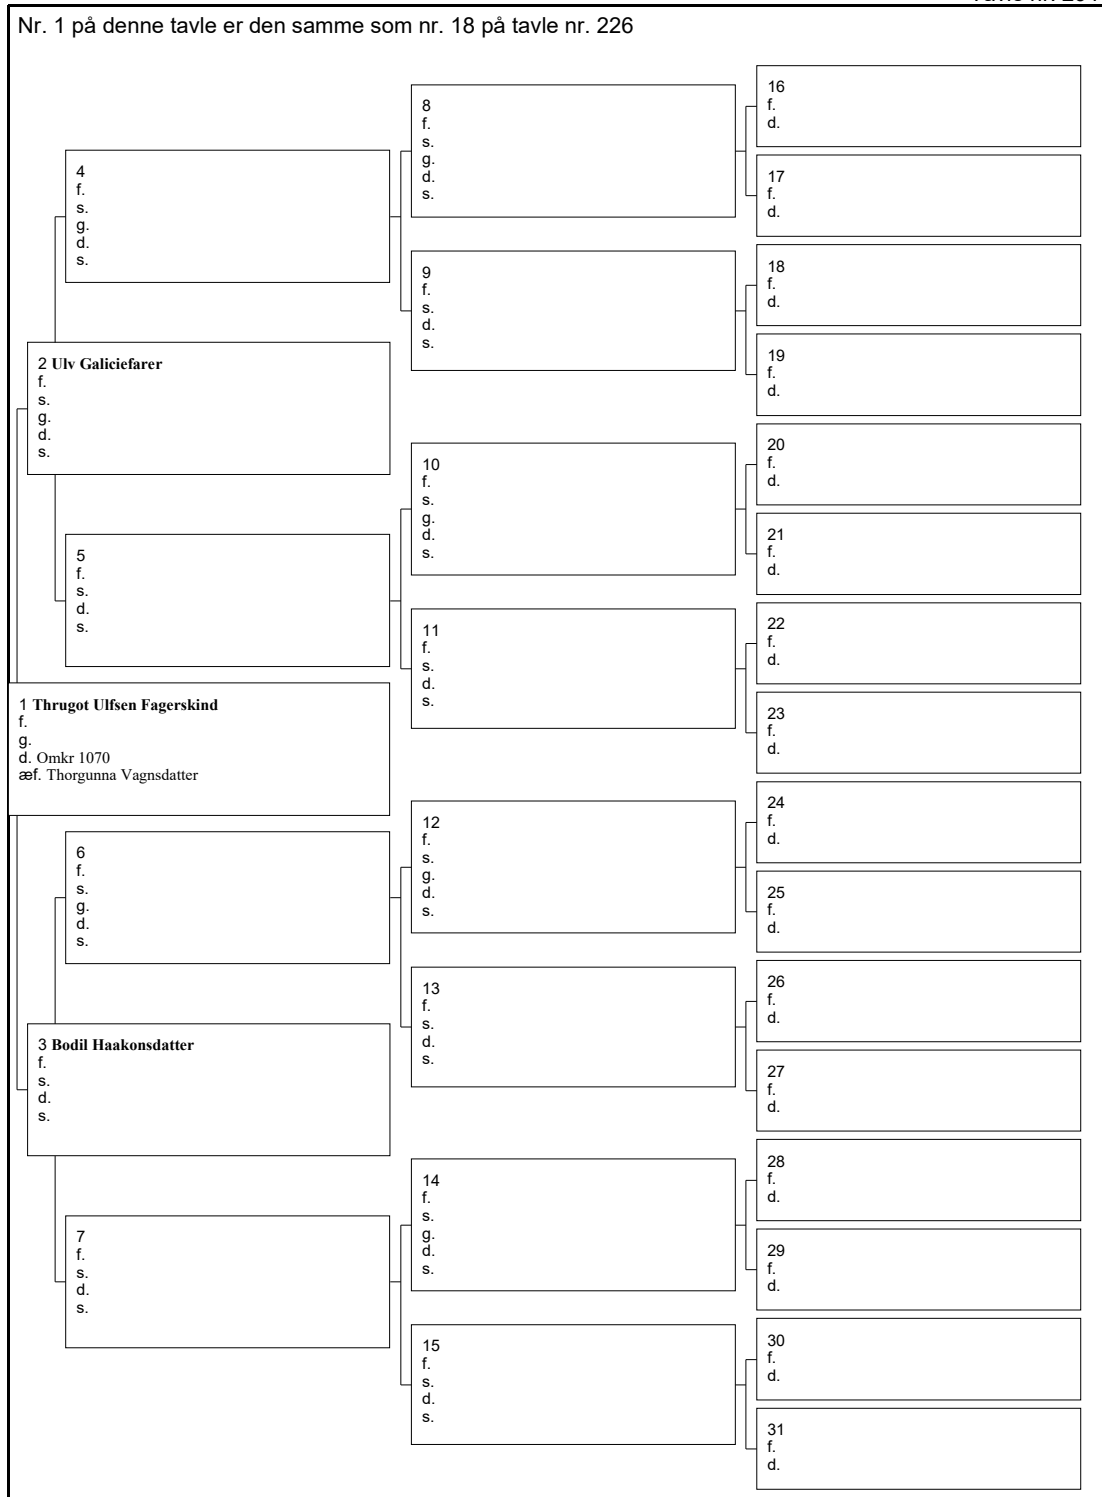 Tavle nr.
Nr. 1 på denne tavle er den samme som nr. 18 på tavle nr. 226
1 Thrugot Ulfsen Fagerskind
f.
g.
d. Omkr 1070
æf. Thorgunna Vagnsdatter
2 Ulv Galiciefarer
f.
s.
g.
d.
s.
3 Bodil Haakonsdatter
f.
s.
d.
s.
4
f.
s.
g.
d.
s.
5
f.
s.
d.
s.
6
f.
s.
g.
d.
s.
7
f.
s.
d.
s.
8
f.
s.
g.
d.
s.
9
f.
s.
d.
s.
10
f.
s.
g.
d.
s.
11
f.
s.
d.
s.
12
f.
s.
g.
d.
s.
13
f.
s.
d.
s.
14
f.
s.
g.
d.
s.
15
f.
s.
d.
s.
16
f.
d.
17
f.
d.
18
f.
d.
19
f.
d.
20
f.
d.
21
f.
d.
22
f.
d.
23
f.
d.
24
f.
d.
25
f.
d.
26
f.
d.
27
f.
d.
28
f.
d.
29
f.
d.
30
f.
d.
31
f.
d.